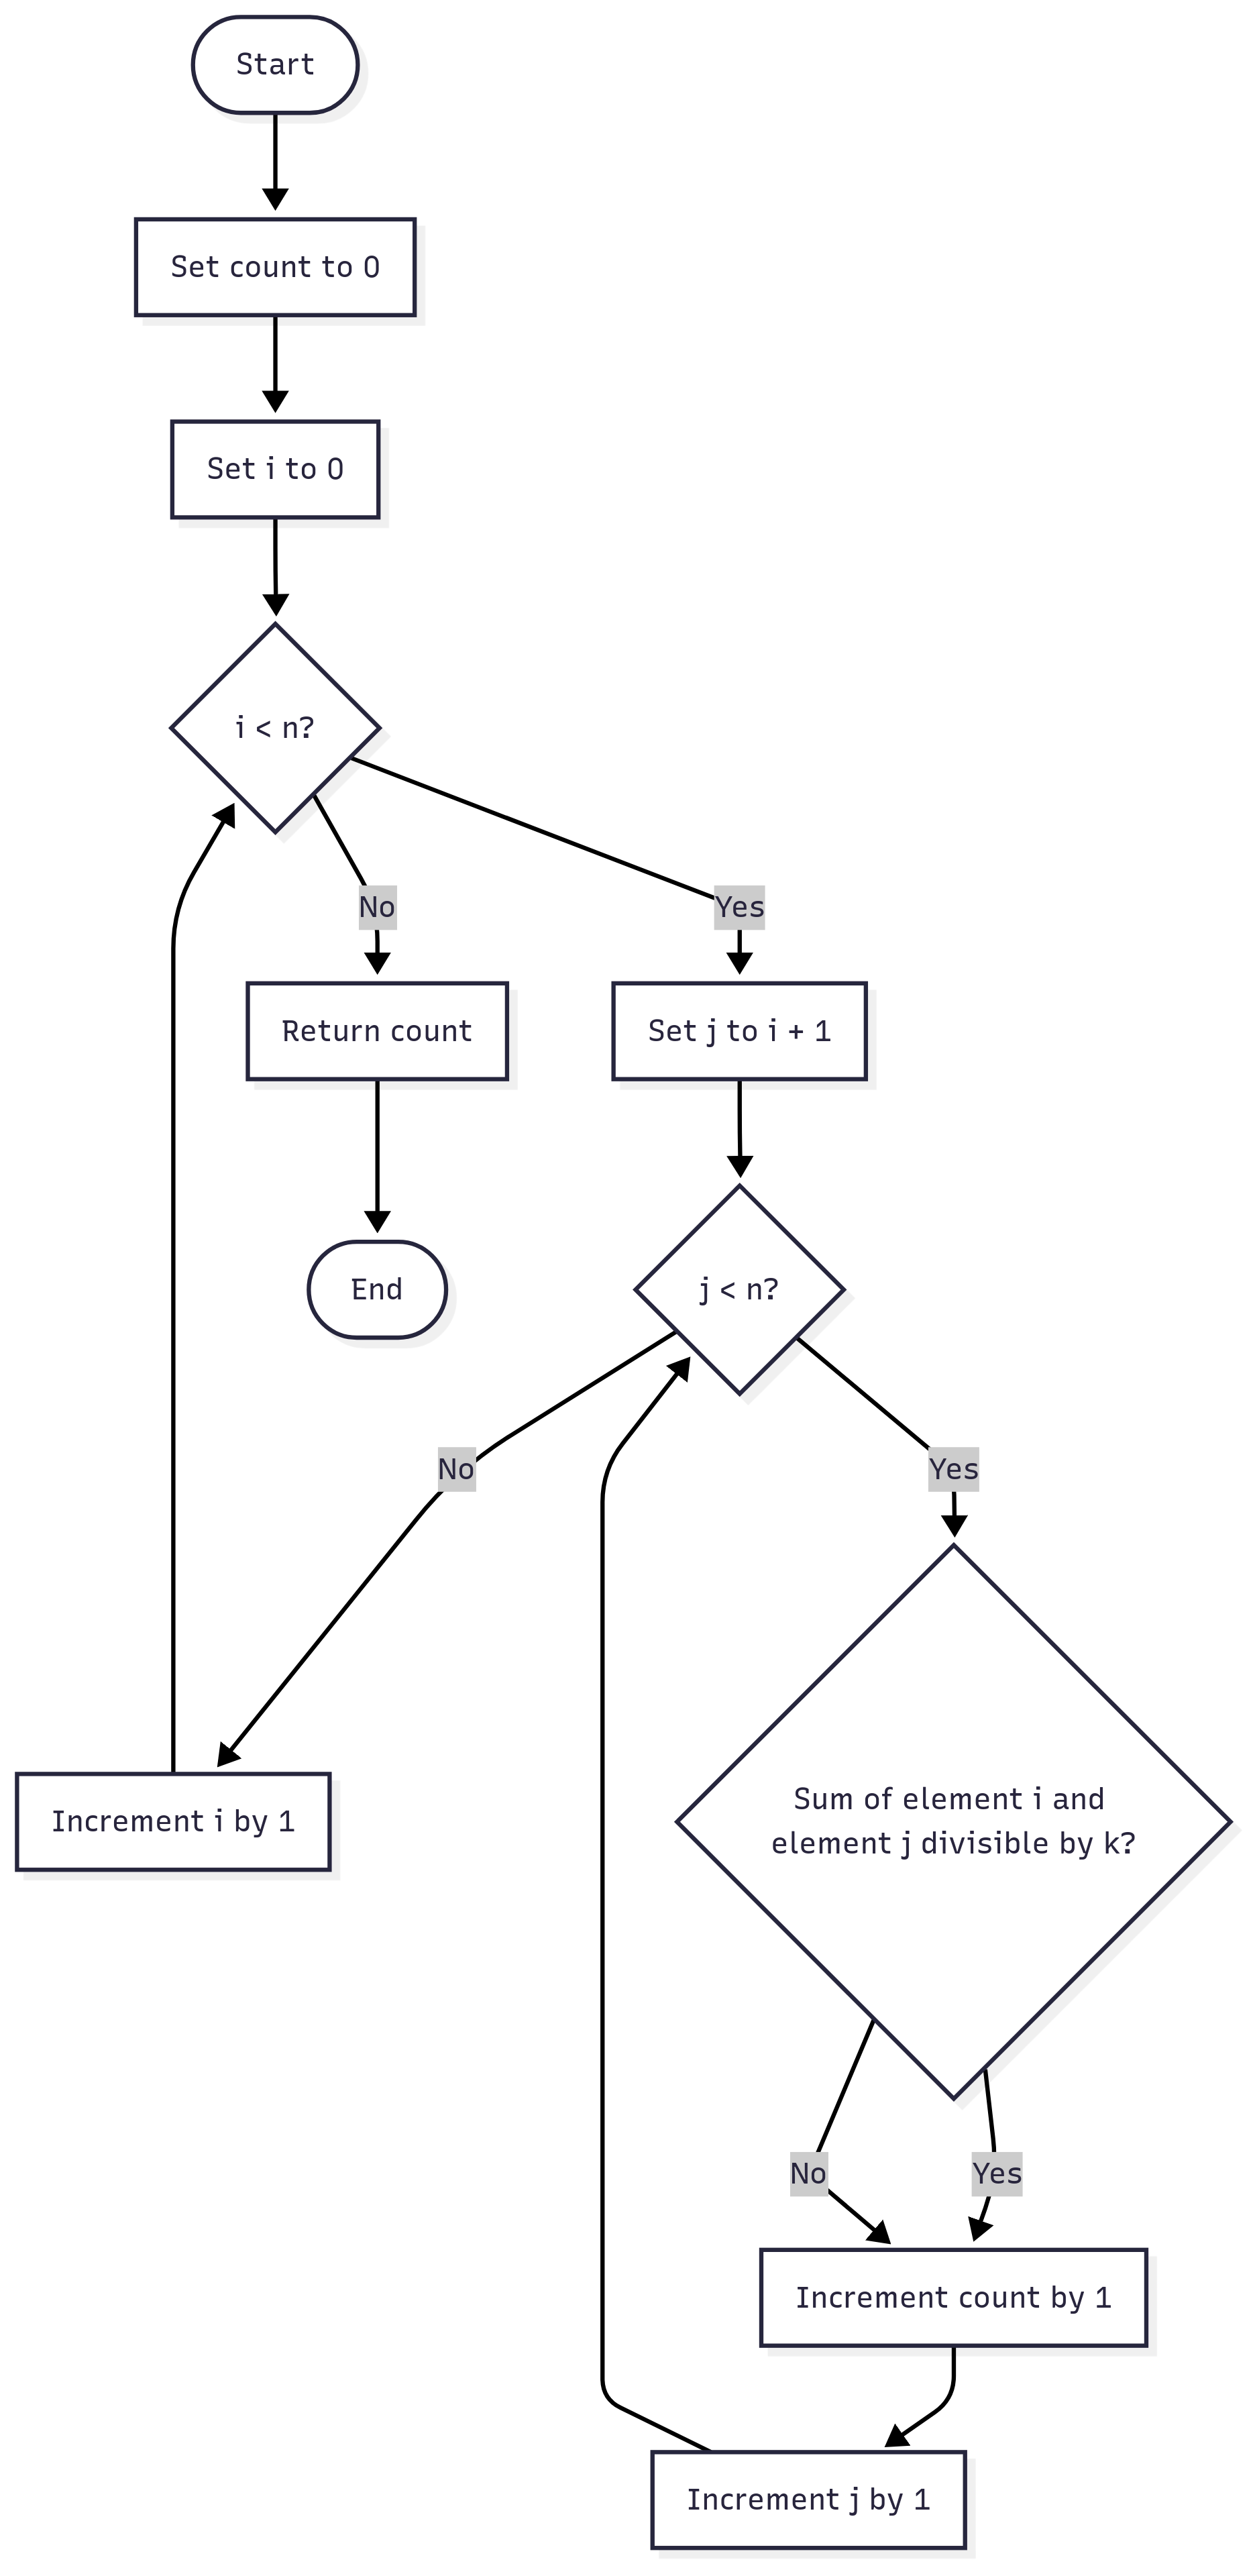 Start
Set count to 0
Set i to 0
i < n?
No
Yes
Return count
Set j to i + 1
End
j < n?
No
Yes
Increment i by 1
Sum of element i and
element j divisible by k?
No
Yes
Increment count by 1
Increment j by 1